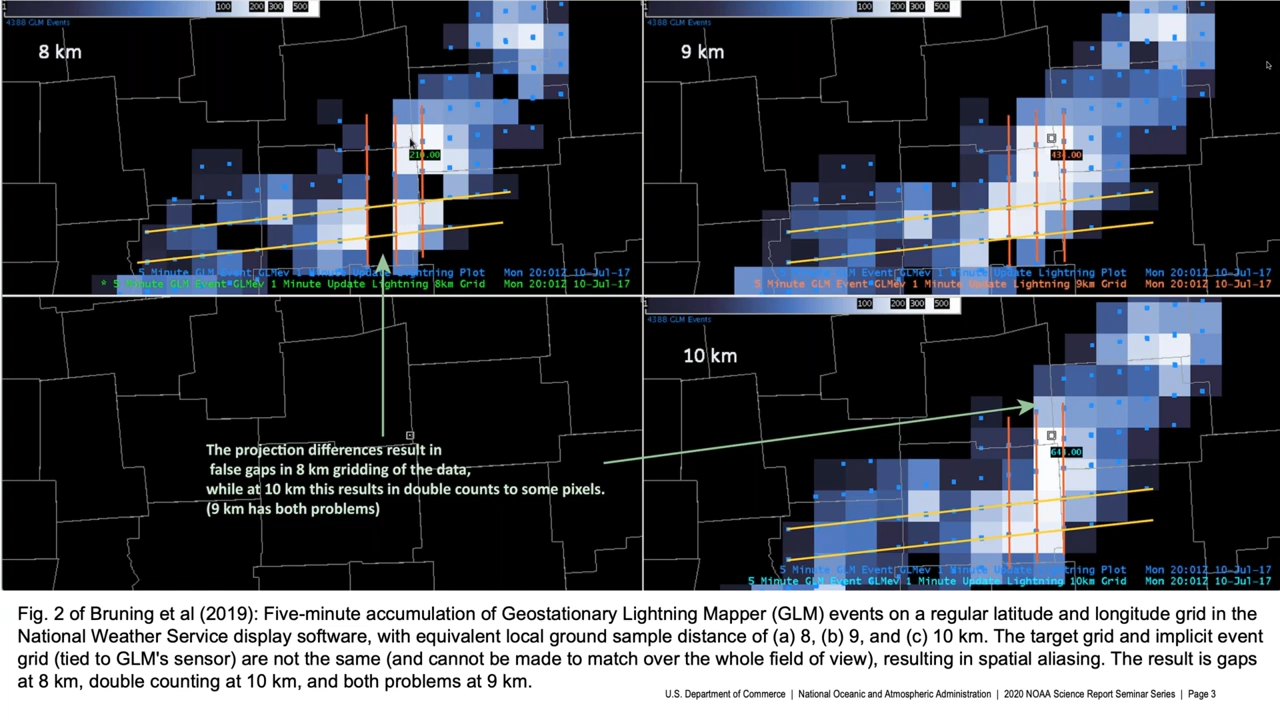 1 100 200 300 500
4388 GLM Events
8 km
210.00
5 Minute GLM Event GLMev 1 Minute Update Lightning Plot Mon 20:01Z 10-Jul-17
* 5 Minute GLM Event GLMev 1 Minute Update Lightning 8km Grid Mon 20:01Z 10-Jul-17
1 100 200 300 500
4388 GLM Events
9 km
5 Minute GLM Event GLMev 1 Minute Update Lightning Plot Mon 20:01Z 10-Jul-17
5 Minute GLM Event GLMev 1 Minute Update Lightning 9km Grid Mon 20:01Z 10-Jul-17
The projection differences result in
false gaps in 8 km gridding of the data,
while at 10 km this results in double counts to some pixels.
(9 km has both problems)
1 100 200 300 500
4388 GLM Events
10 km
5 Minute GLM Event GLMev 1 Minute Update Lightning Plot Mon 20:01Z 10-Jul-17
5 Minute GLM Event GLMev 1 Minute Update Lightning 10km Grid Mon 20:01Z 10-Jul-17
Fig. 2 of Bruning et al (2019): Five-minute accumulation of Geostationary Lightning Mapper (GLM) events on a regular latitude and longitude grid in the
National Weather Service display software, with equivalent local ground sample distance of (a) 8, (b) 9, and (c) 10 km. The target grid and implicit event
grid (tied to GLM's sensor) are not the same (and cannot be made to match over the whole field of view), resulting in spatial aliasing. The result is gaps
at 8 km, double counting at 10 km, and both problems at 9 km.
U.S. Department of Commerce | National Oceanic and Atmospheric Administration | 2020 NOAA Science Report Seminar Series | Page 3